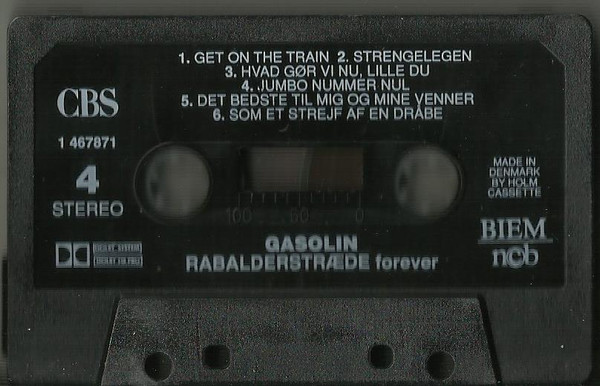 1. GET ON THE TRAIN 2. STRENGELEGEN
3. HVAD GØR VI NU, LILLE DU
4. JUMBO NUMMER NUL
5. DET BEDSTE TIL MIG OG MINE VENNER
6. SOM ET STREJF AF EN DRÅBE
CBS
1 467871
4
STEREO
100 50 0
MADE IN
DENMARK
BY HOLM
CASSETTE
GASOLIN
RABALDERSTRÆDE forever
DOLBY SYSTEM
BIEM
n©b